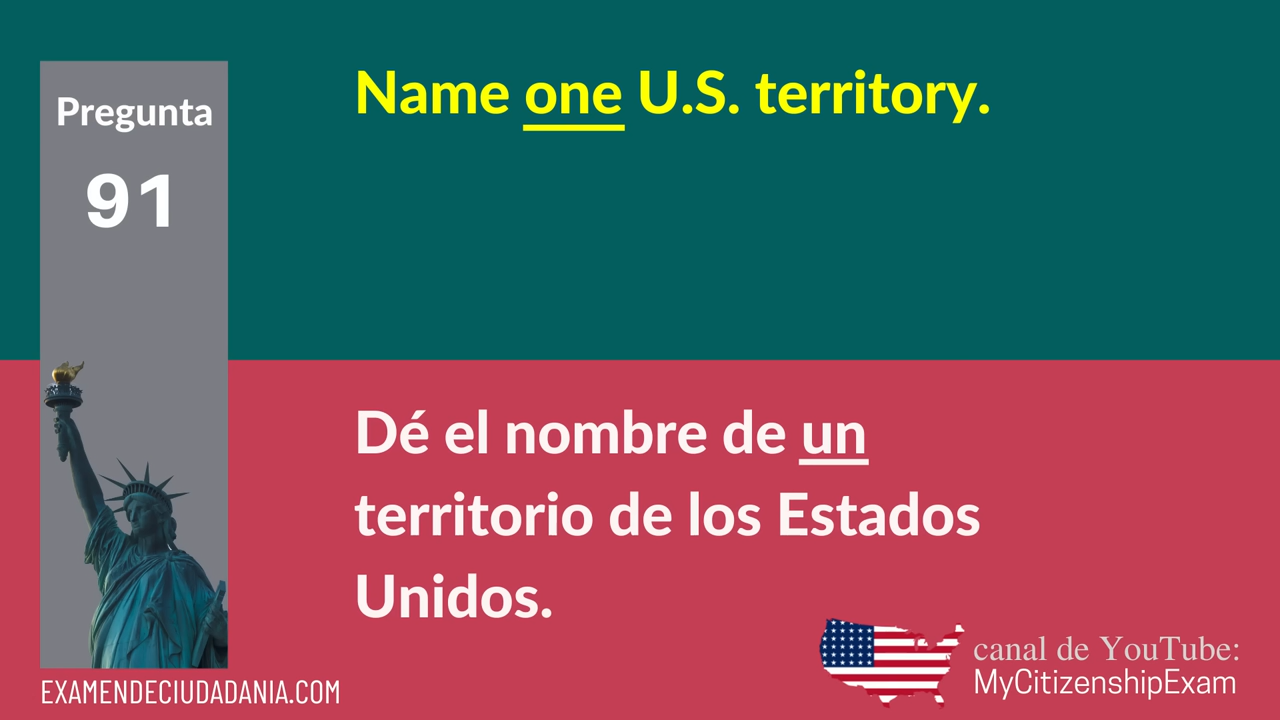 Pregunta
91
Name one U.S. territory.
Dé el nombre de un
territorio de los Estados
Unidos.
EXAMENDECIUDADANIA.COM
canal de YouTube:
MyCitizenshipExam